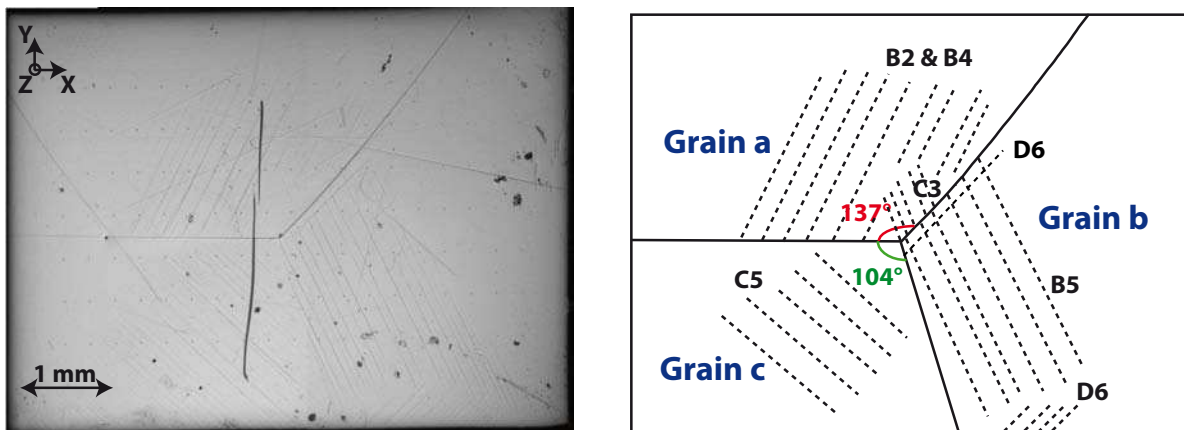 Y
Z X
1 mm
B2 & B4
Grain a
D6
C3
137°
Grain b
104°
C5
B5
Grain c
D6